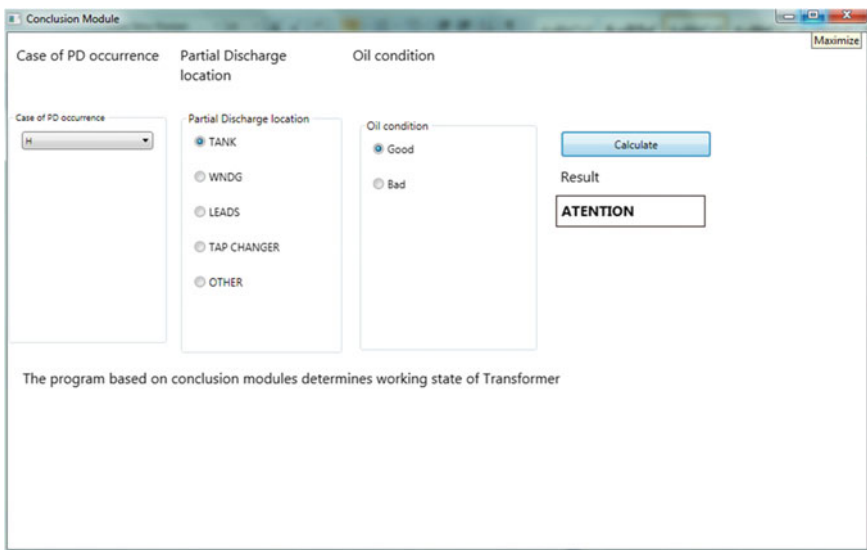 Conclusion Module
Maximize
Case of PD occurrence
Partial Discharge
location
Oil condition
Case of PD occurrence
H
Partial Discharge location
TANK
WNDG
LEADS
TAP CHANGER
OTHER
Oil condition
Good
Bad
Calculate
Result
ATENTION
The program based on conclusion modules determines working state of Transformer